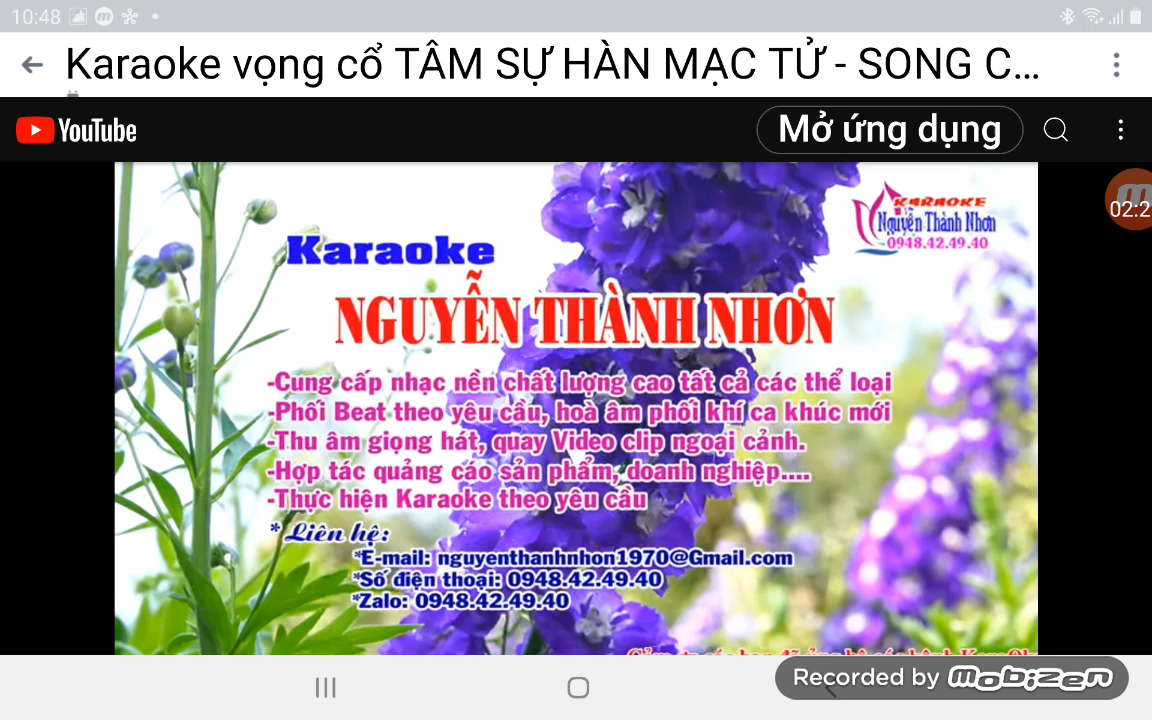 10:48
Karaoke vọng cổ TÂM SỰ HÀN MẠC TỬ - SONG C...
YouTube
Mở ứng dụng
02:2
KARAOKE
Nguyễn Thành Nhơn
0948.42.49.40
Karaoke
NGUYỄN THÀNH NHƠN
-Cung cấp nhạc nền chất lượng cao tất cả các thể loại
-Phối Beat theo yêu cầu, hoà âm phối khí ca khúc mới
-Thu âm giọng hát, quay Video clip ngoại cảnh.
-Hợp tác quảng cáo sản phẩm, doanh nghiệp....
-Thực hiện Karaoke theo yêu cầu
* Liên hệ:
*E-mail: nguyenthanhnhon1970@Gmail.com
*Số điện thoại: 0948.42.49.40
*Zalo: 0948.42.49.40
Recorded by mobizen